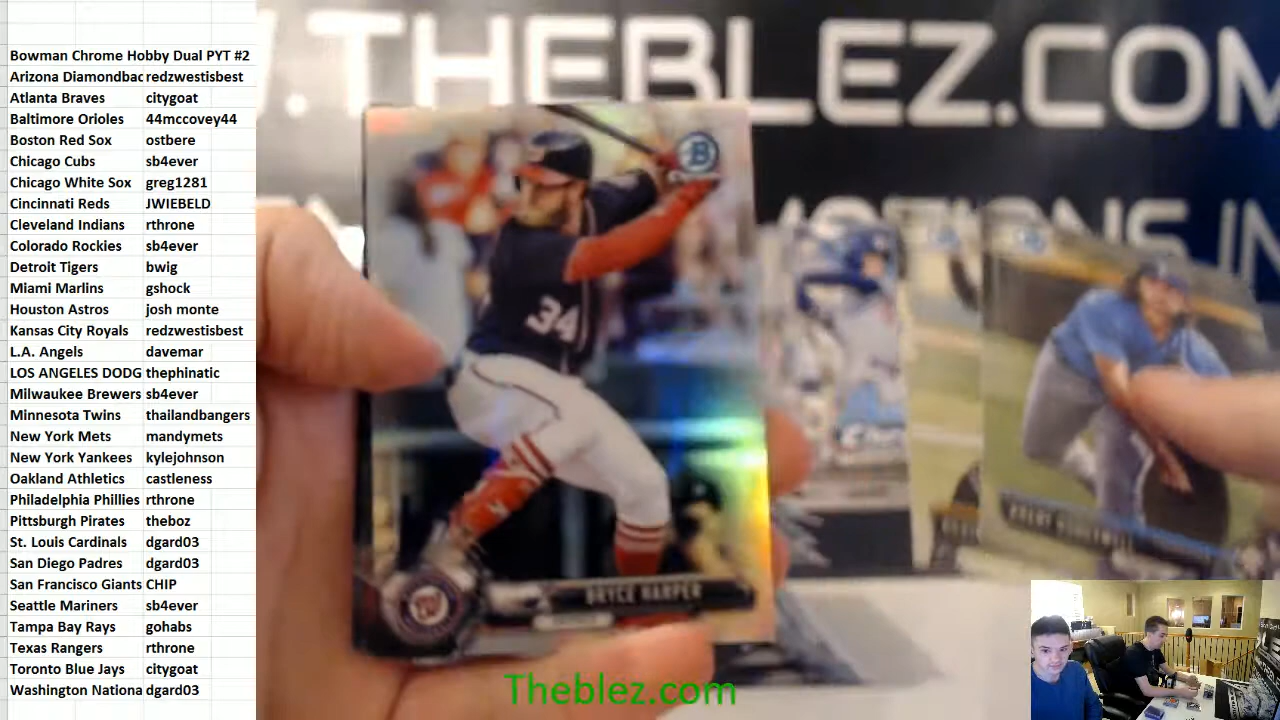 Bowman Chrome Hobby Dual PYT #2
Arizona Diamondbac redzwestisbest
Atlanta Braves citygoat
Baltimore Orioles 44mccovey44
Boston Red Sox ostbere
Chicago Cubs sb4ever
Chicago White Sox greg1281
Cincinnati Reds JWIEBELD
Cleveland Indians rthrone
Colorado Rockies sb4ever
Detroit Tigers bwig
Miami Marlins gshock
Houston Astros josh monte
Kansas City Royals redzwestisbest
L.A. Angels davemar
LOS ANGELES DODG thephinatic
Milwaukee Brewers sb4ever
Minnesota Twins thailandbangers
New York Mets mandymets
New York Yankees kylejohnson
Oakland Athletics castleness
Philadelphia Phillies rthrone
Pittsburgh Pirates theboz
St. Louis Cardinals dgard03
San Diego Padres dgard03
San Francisco Giants CHIP
Seattle Mariners sb4ever
Tampa Bay Rays gohabs
Texas Rangers rthrone
Toronto Blue Jays citygoat
Washington Nationa dgard03
.THEBLEZ.COM
MOTIONS IN
B
34
BRYCE HARPER
W
BRENT HONEYWELL
Theblez.com